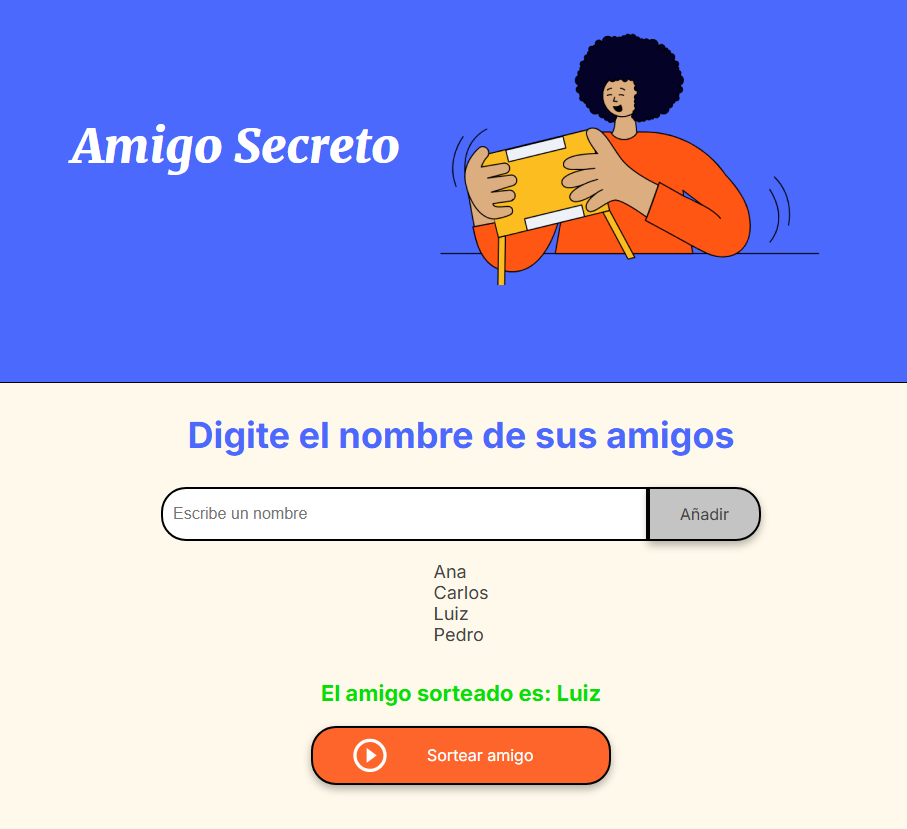 Amigo Secreto
Digite el nombre de sus amigos
Escribe un nombre
Añadir
Ana
Carlos
Luiz
Pedro
El amigo sorteado es: Luiz
Sortear amigo